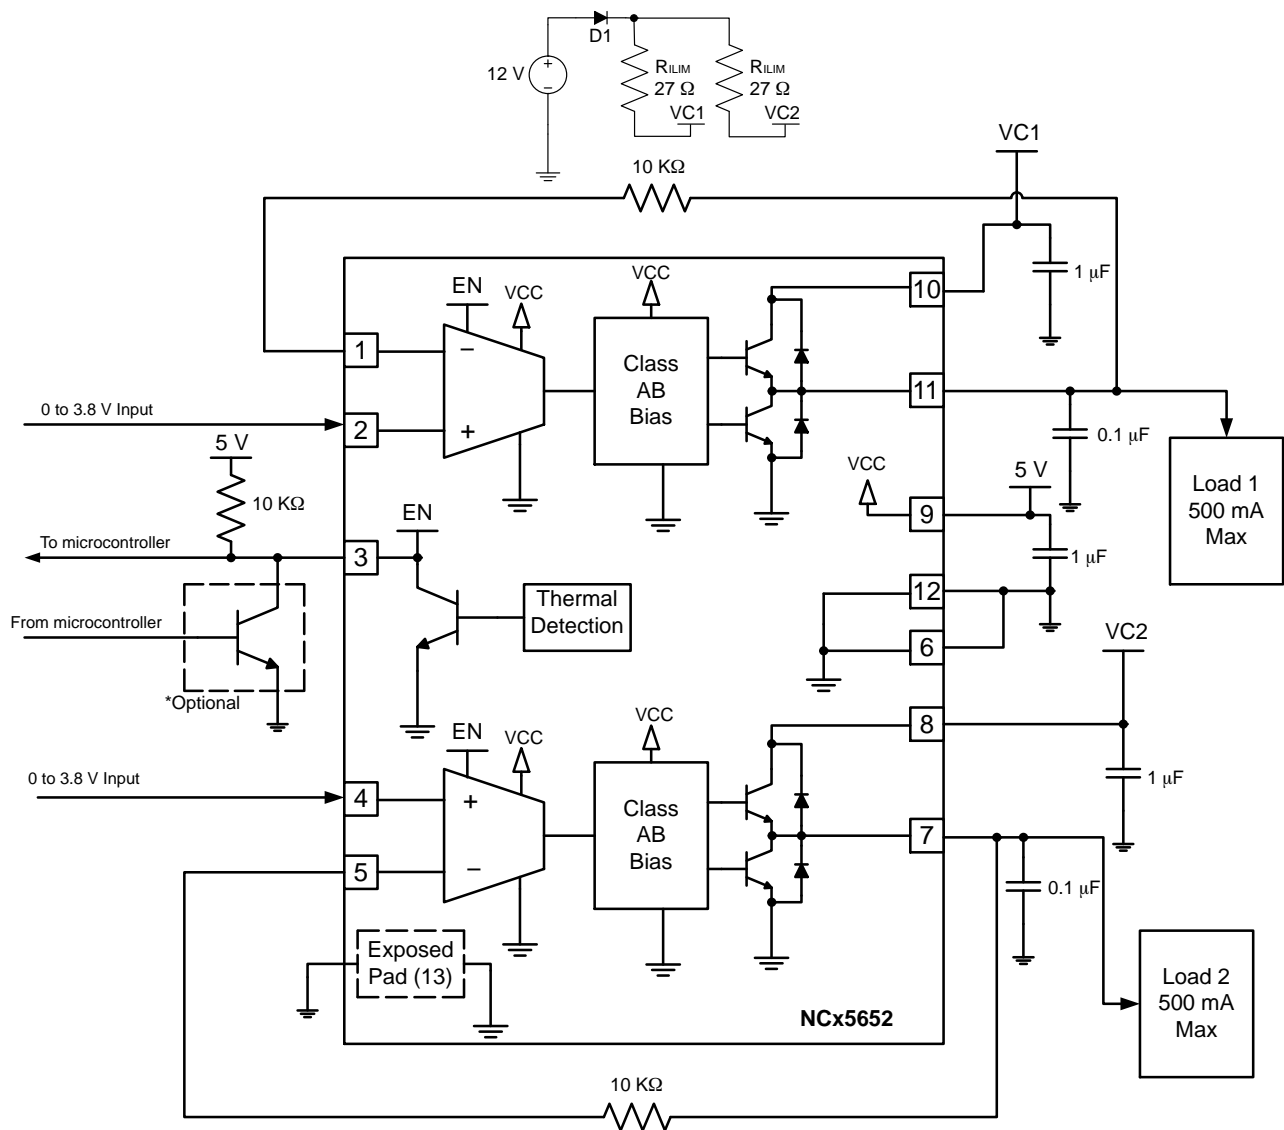 D1
12 V
+
−
RILIM
27 Ω
VC1
RILIM
27 Ω
VC2
VC1
10 KΩ
1 μF
EN
VCC
VCC
10
1
−
Class
AB
Bias
11
0 to 3.8 V Input
2
+
0.1 μF
5 V
10 KΩ
VCC
5 V
9
Load 1
500 mA
Max
EN
To microcontroller
3
1 μF
12
From microcontroller
Thermal
Detection
6
VC2
*Optional
EN
VCC
VCC
8
0 to 3.8 V Input
4
+
Class
AB
Bias
1 μF
7
5
−
0.1 μF
Exposed
Pad (13)
Load 2
500 mA
Max
NCx5652
10 KΩ